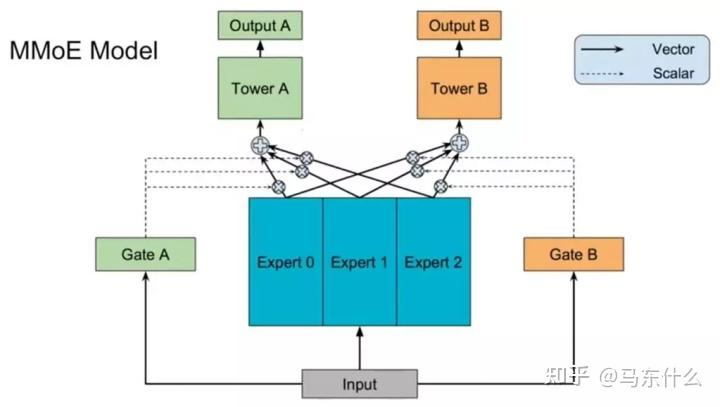 Output A
Output B
MMoE Model
Vector
Scalar
Tower A
Tower B
Gate A
Expert 0
Expert 1
Expert 2
Gate B
Input
知乎 @马东什么